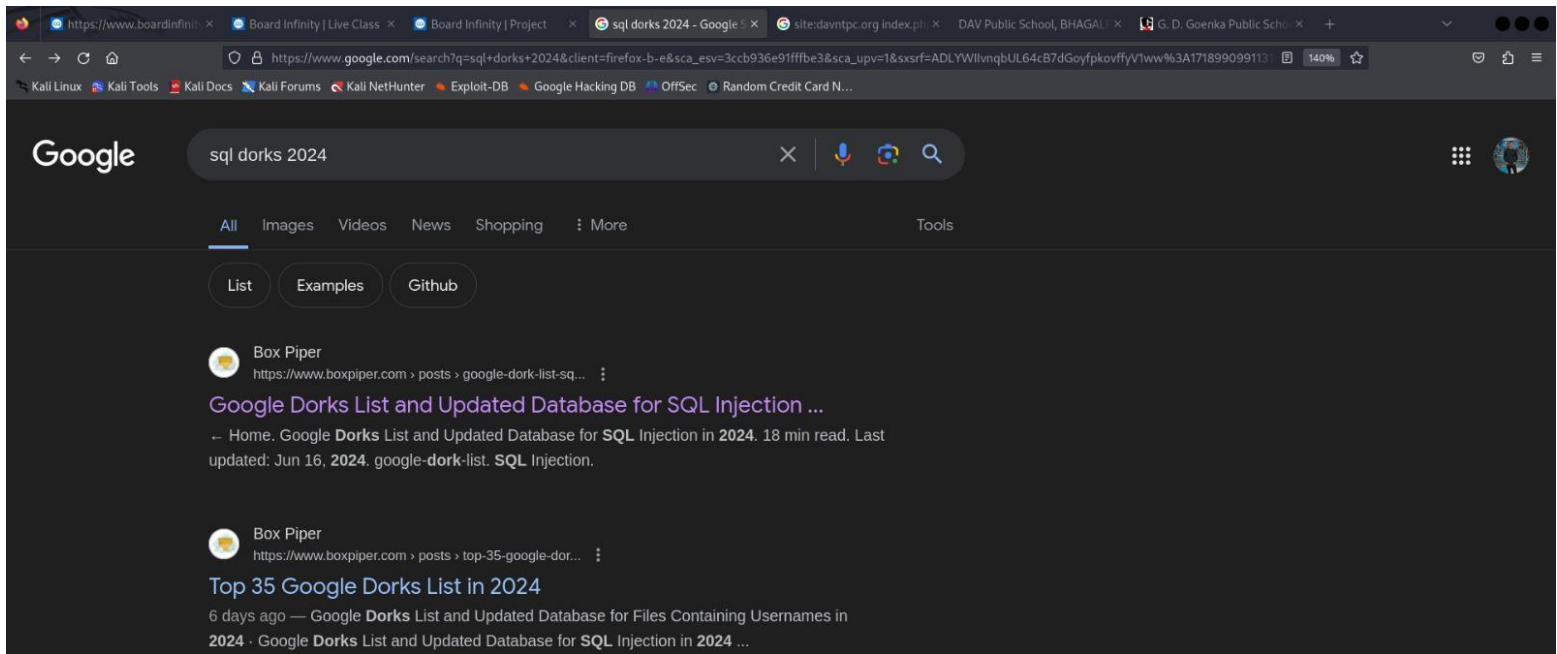 https://www.boardinfinit
Board Infinity | Live Class
Board Infinity | Project
sql dorks 2024 - Google S
site:davntpc.org index.ph
DAV Public School, BHAGAL
G. D. Goenka Public Scho
https://www.google.com/search?q=sql+dorks+2024&client=firefox-b-e&sca_esv=3ccb936e91fffbe3&sca_upv=1&sxsrf=ADLYWIlvnqbUL64cB7dGoyfpkovffyV1ww%3A1718990991131
140%
Kali Linux
Kali Tools
Kali Docs
Kali Forums
Kali NetHunter
Exploit-DB
Google Hacking DB
OffSec
Random Credit Card N...
Google
sql dorks 2024
All Images Videos News Shopping More Tools
List Examples Github
Box Piper
https://www.boxpiper.com › posts › google-dork-list-sq...
Google Dorks List and Updated Database for SQL Injection ...
← Home. Google Dorks List and Updated Database for SQL Injection in 2024. 18 min read. Last
updated: Jun 16, 2024. google-dork-list. SQL Injection.
Box Piper
https://www.boxpiper.com › posts › top-35-google-dor...
Top 35 Google Dorks List in 2024
6 days ago — Google Dorks List and Updated Database for Files Containing Usernames in
2024 · Google Dorks List and Updated Database for SQL Injection in 2024 ...